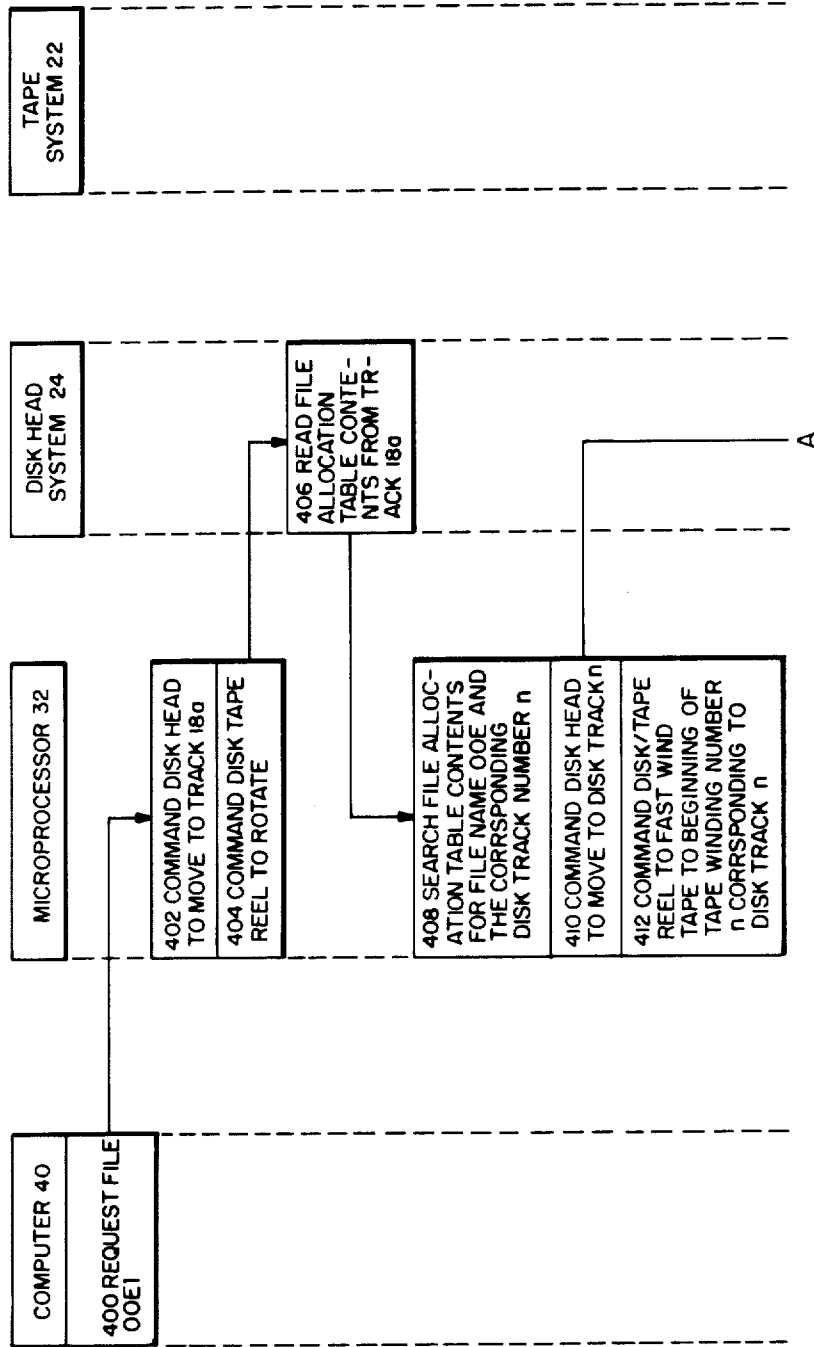 COMPUTER 40
400 REQUEST FILE
OOE1
MICROPROCESSOR 32
402 COMMAND DISK HEAD
TO MOVE TO TRACK 18a
404 COMMAND DISK TAPE
REEL TO ROTATE
408 SEARCH FILE ALLOC-
ATION TABLE CONTENTS
FOR FILE NAME OOE AND
THE CORRSPONDING
DISK TRACK NUMBER n
410 COMMAND DISK HEAD
TO MOVE TO DISK TRACK n
412 COMMAND DISK/TAPE
REEL TO FAST WIND
TAPE TO BEGINNING OF
TAPE WINDING NUMBER
n CORRSPONDING TO
DISK TRACK n
DISK HEAD
SYSTEM 24
406 READ FILE
ALLOCATION
TABLE CONTE-
NTS FROM TR-
ACK 18a
A
TAPE
SYSTEM 22